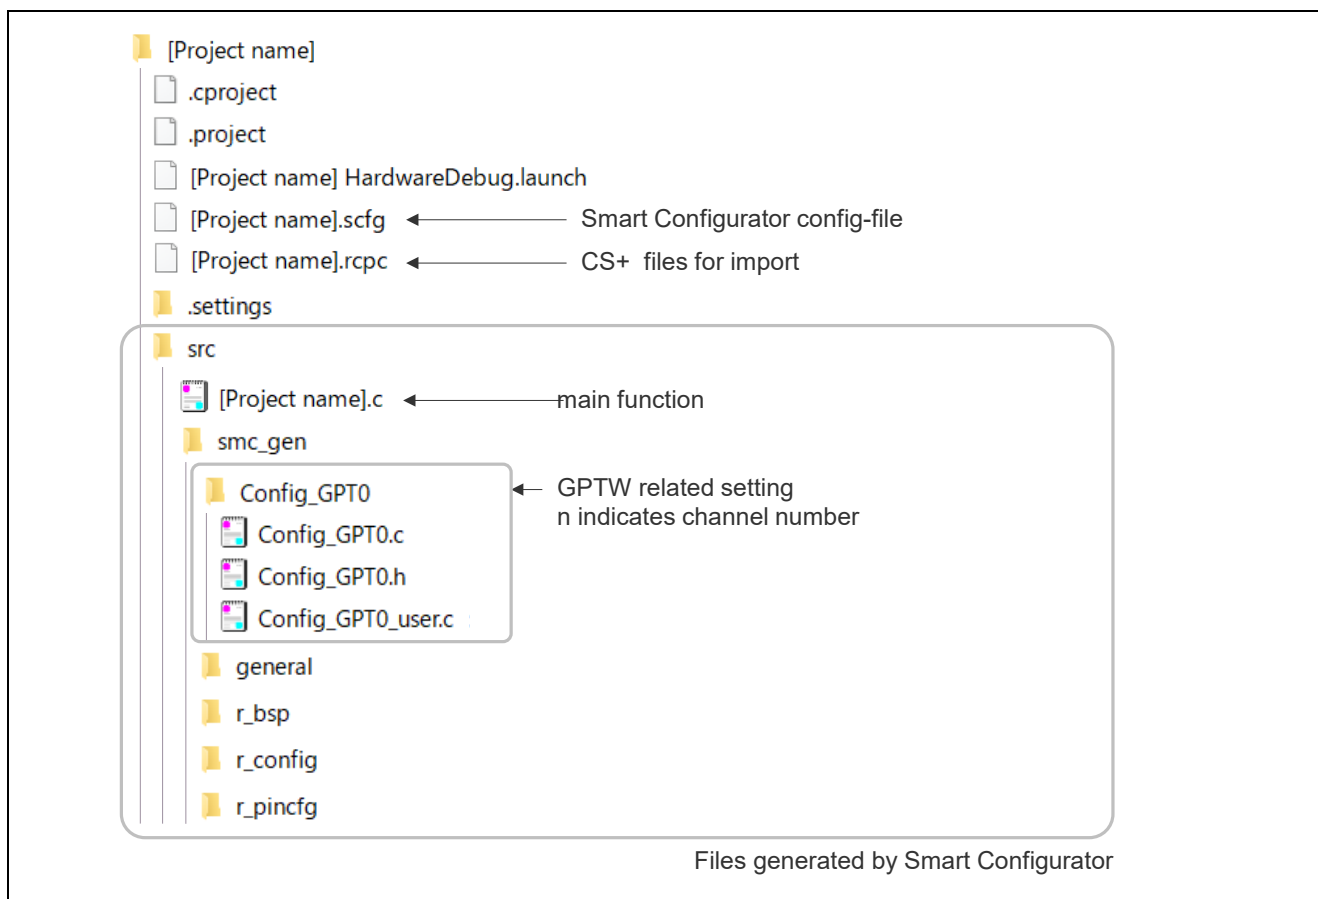 [Project name]
.cproject
.project
[Project name] HardwareDebug.launch
[Project name].scfg
Smart Configurator config-file
[Project name].rcpc
CS+ files for import
.settings
src
[Project name].c
main function
smc_gen
Config_GPT0
GPTW related setting
n indicates channel number
Config_GPT0.c
Config_GPT0.h
Config_GPT0_user.c
general
r_bsp
r_config
r_pincfg
Files generated by Smart Configurator